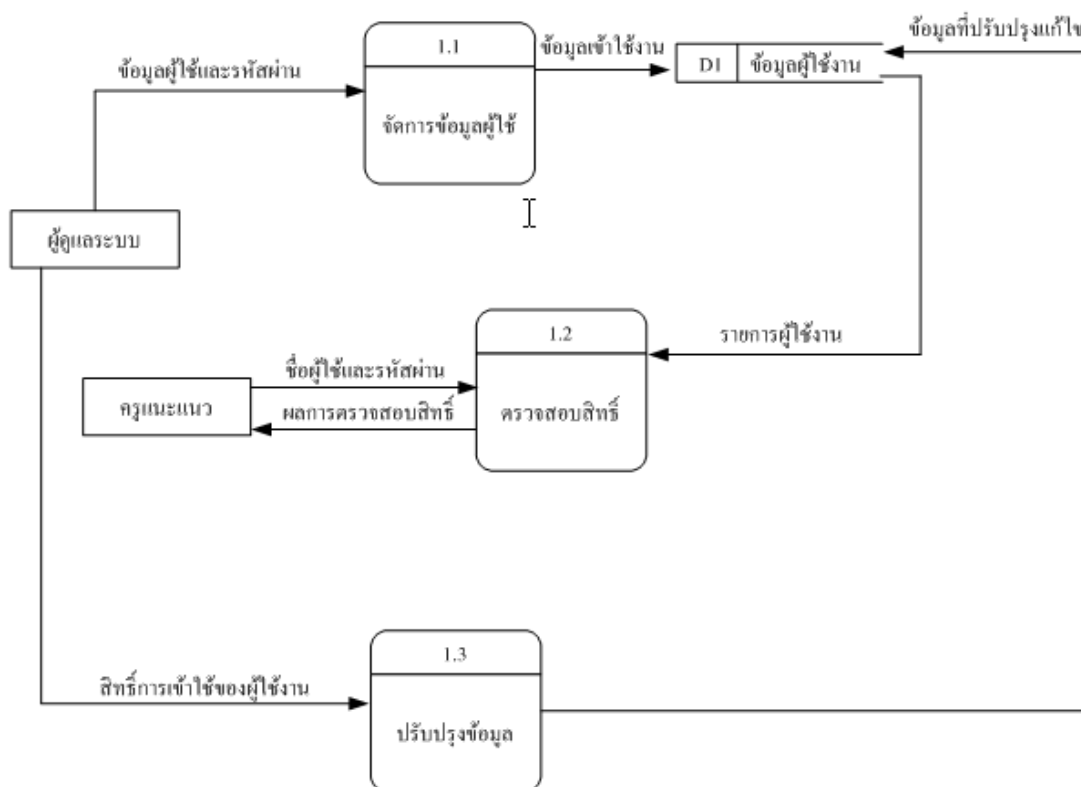 ข้อมูลที่ปรับปรุงแก้ไข
1.1
ข้อมูลเข้าใช้งาน
D1 ข้อมูลผู้ใช้งาน
ข้อมูลผู้ใช้และรหัสผ่าน
จัดการข้อมูลผู้ใช้
ผู้ดูแลระบบ
1.2
รายการผู้ใช้งาน
ชื่อผู้ใช้และรหัสผ่าน
ครูแนะแนว
ผลการตรวจสอบสิทธิ์
ตรวจสอบสิทธิ์
1.3
สิทธิ์การเข้าใช้ของผู้ใช้งาน
ปรับปรุงข้อมูล